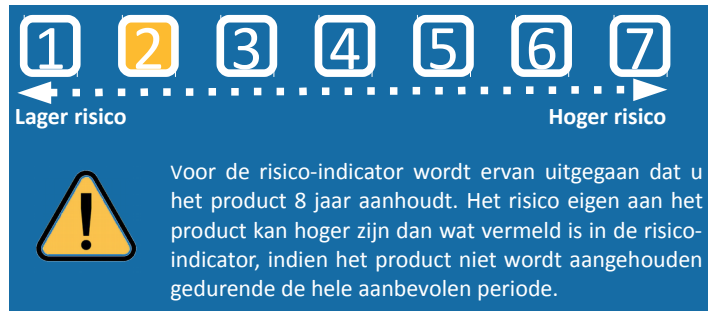 1 2 3 4 5 6 7
Lager risico Hoger risico
!
Voor de risico-indicator wordt ervan uitgegaan dat u
het product 8 jaar aanhoudt. Het risico eigen aan het
product kan hoger zijn dan wat vermeld is in de risico-
indicator, indien het product niet wordt aangehouden
gedurende de hele aanbevolen periode.